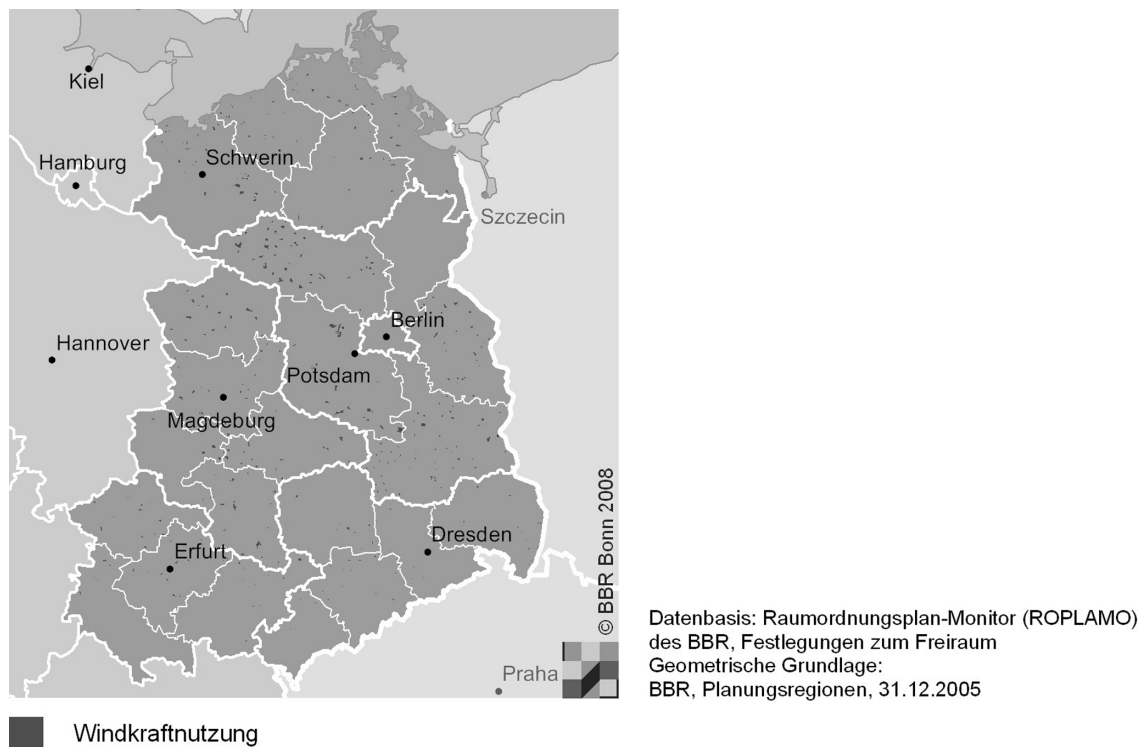 Kiel
Hamburg
Schwerin
Szczecin
Berlin
Hannover
Potsdam
Magdeburg
Dresden
Erfurt
Praha
© BBR Bonn 2008
Datenbasis: Raumordnungsplan-Monitor (ROPLAMO)
des BBR, Festlegungen zum Freiraum
Geometrische Grundlage:
BBR, Planungsregionen, 31.12.2005
Windkraftnutzung